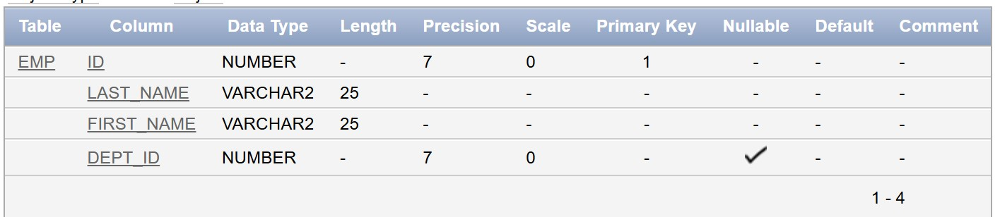 Table Column Data Type Length Precision Scale Primary Key Nullable Default Comment
EMP ID NUMBER - 7 0 1 - - -
LAST_NAME VARCHAR2 25 - - - - - -
FIRST_NAME VARCHAR2 25 - - - - - -
DEPT_ID NUMBER - 7 0 - ✓ - -
1 - 4